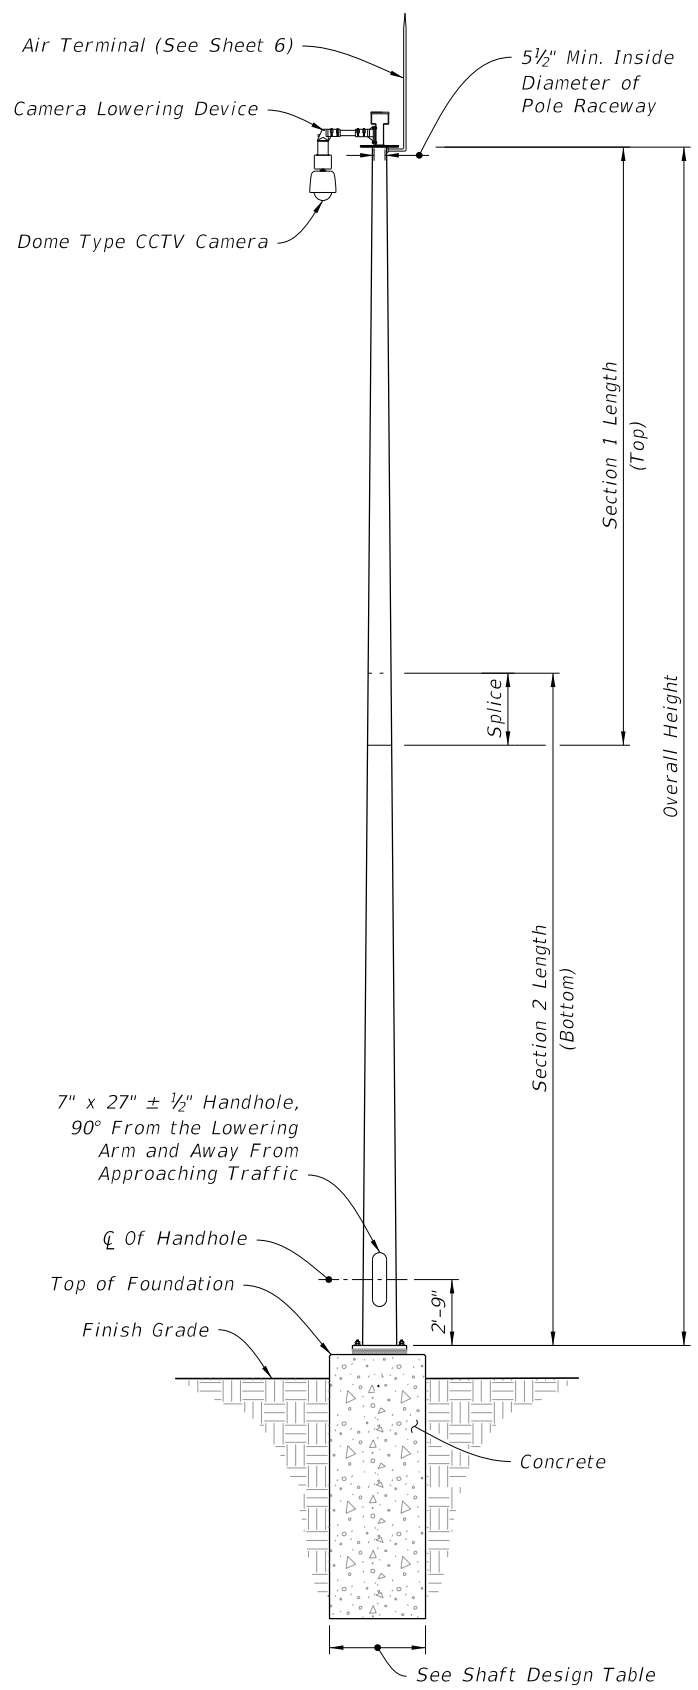 Air Terminal (See Sheet 6)
5½" Min. Inside
Diameter of
Pole Raceway
Camera Lowering Device
Dome Type CCTV Camera
Section 1 Length
(Top)
Splice
Overall Height
Section 2 Length
(Bottom)
7" x 27" ± ½" Handhole,
90° From the Lowering
Arm and Away From
Approaching Traffic
℄ Of Handhole
Top of Foundation
2'-9"
Finish Grade
Concrete
See Shaft Design Table